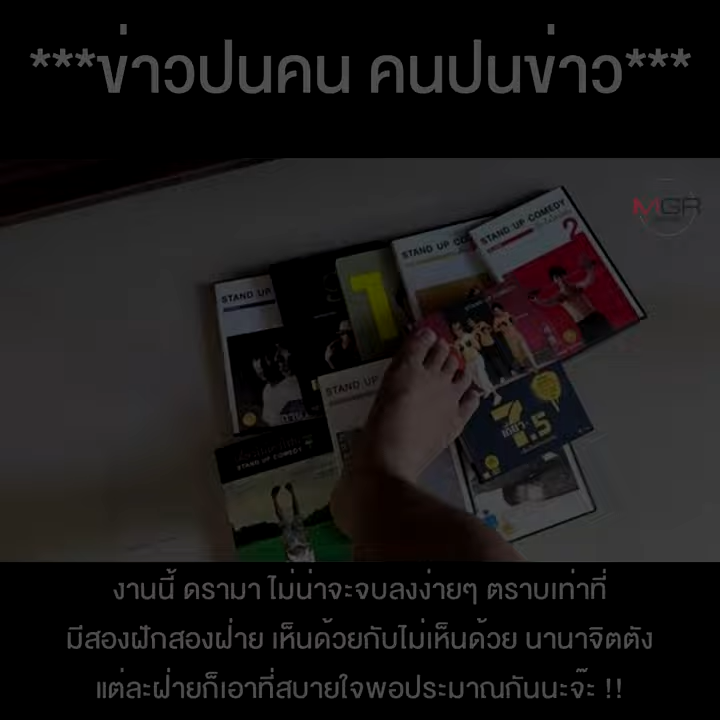 ***ข่าวปนคน คนปนข่าว***
MGR
STAND UP COMEDY
2
STAND UP CO
STAND UP
1
STAND UP
7.5
เดี่ยว
STAND UP COMEDY
งานนี้ ดรามา ไม่น่าจะจบลงง่ายๆ ตราบเท่าที่
มีสองฝักสองฝ่าย เห็นด้วยกับไม่เห็นด้วย นานาจิตตัง
แต่ละฝ่ายก็เอาที่สบายใจพอประมาณกันนะจ๊ะ !!